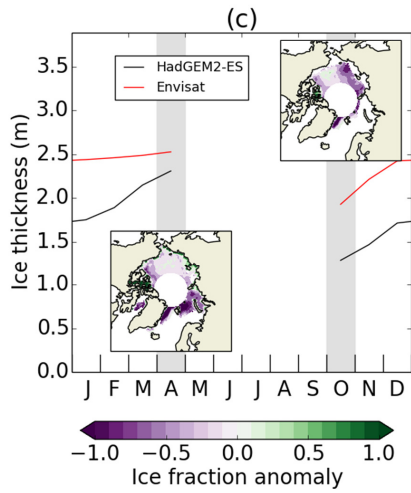 (c)
3.5
3.0
2.5
2.0
1.5
1.0
0.5
0.0
Ice thickness (m)
HadGEM2-ES
Envisat
J F M A M J J A S O N D
−1.0 −0.5 0.0 0.5 1.0
Ice fraction anomaly